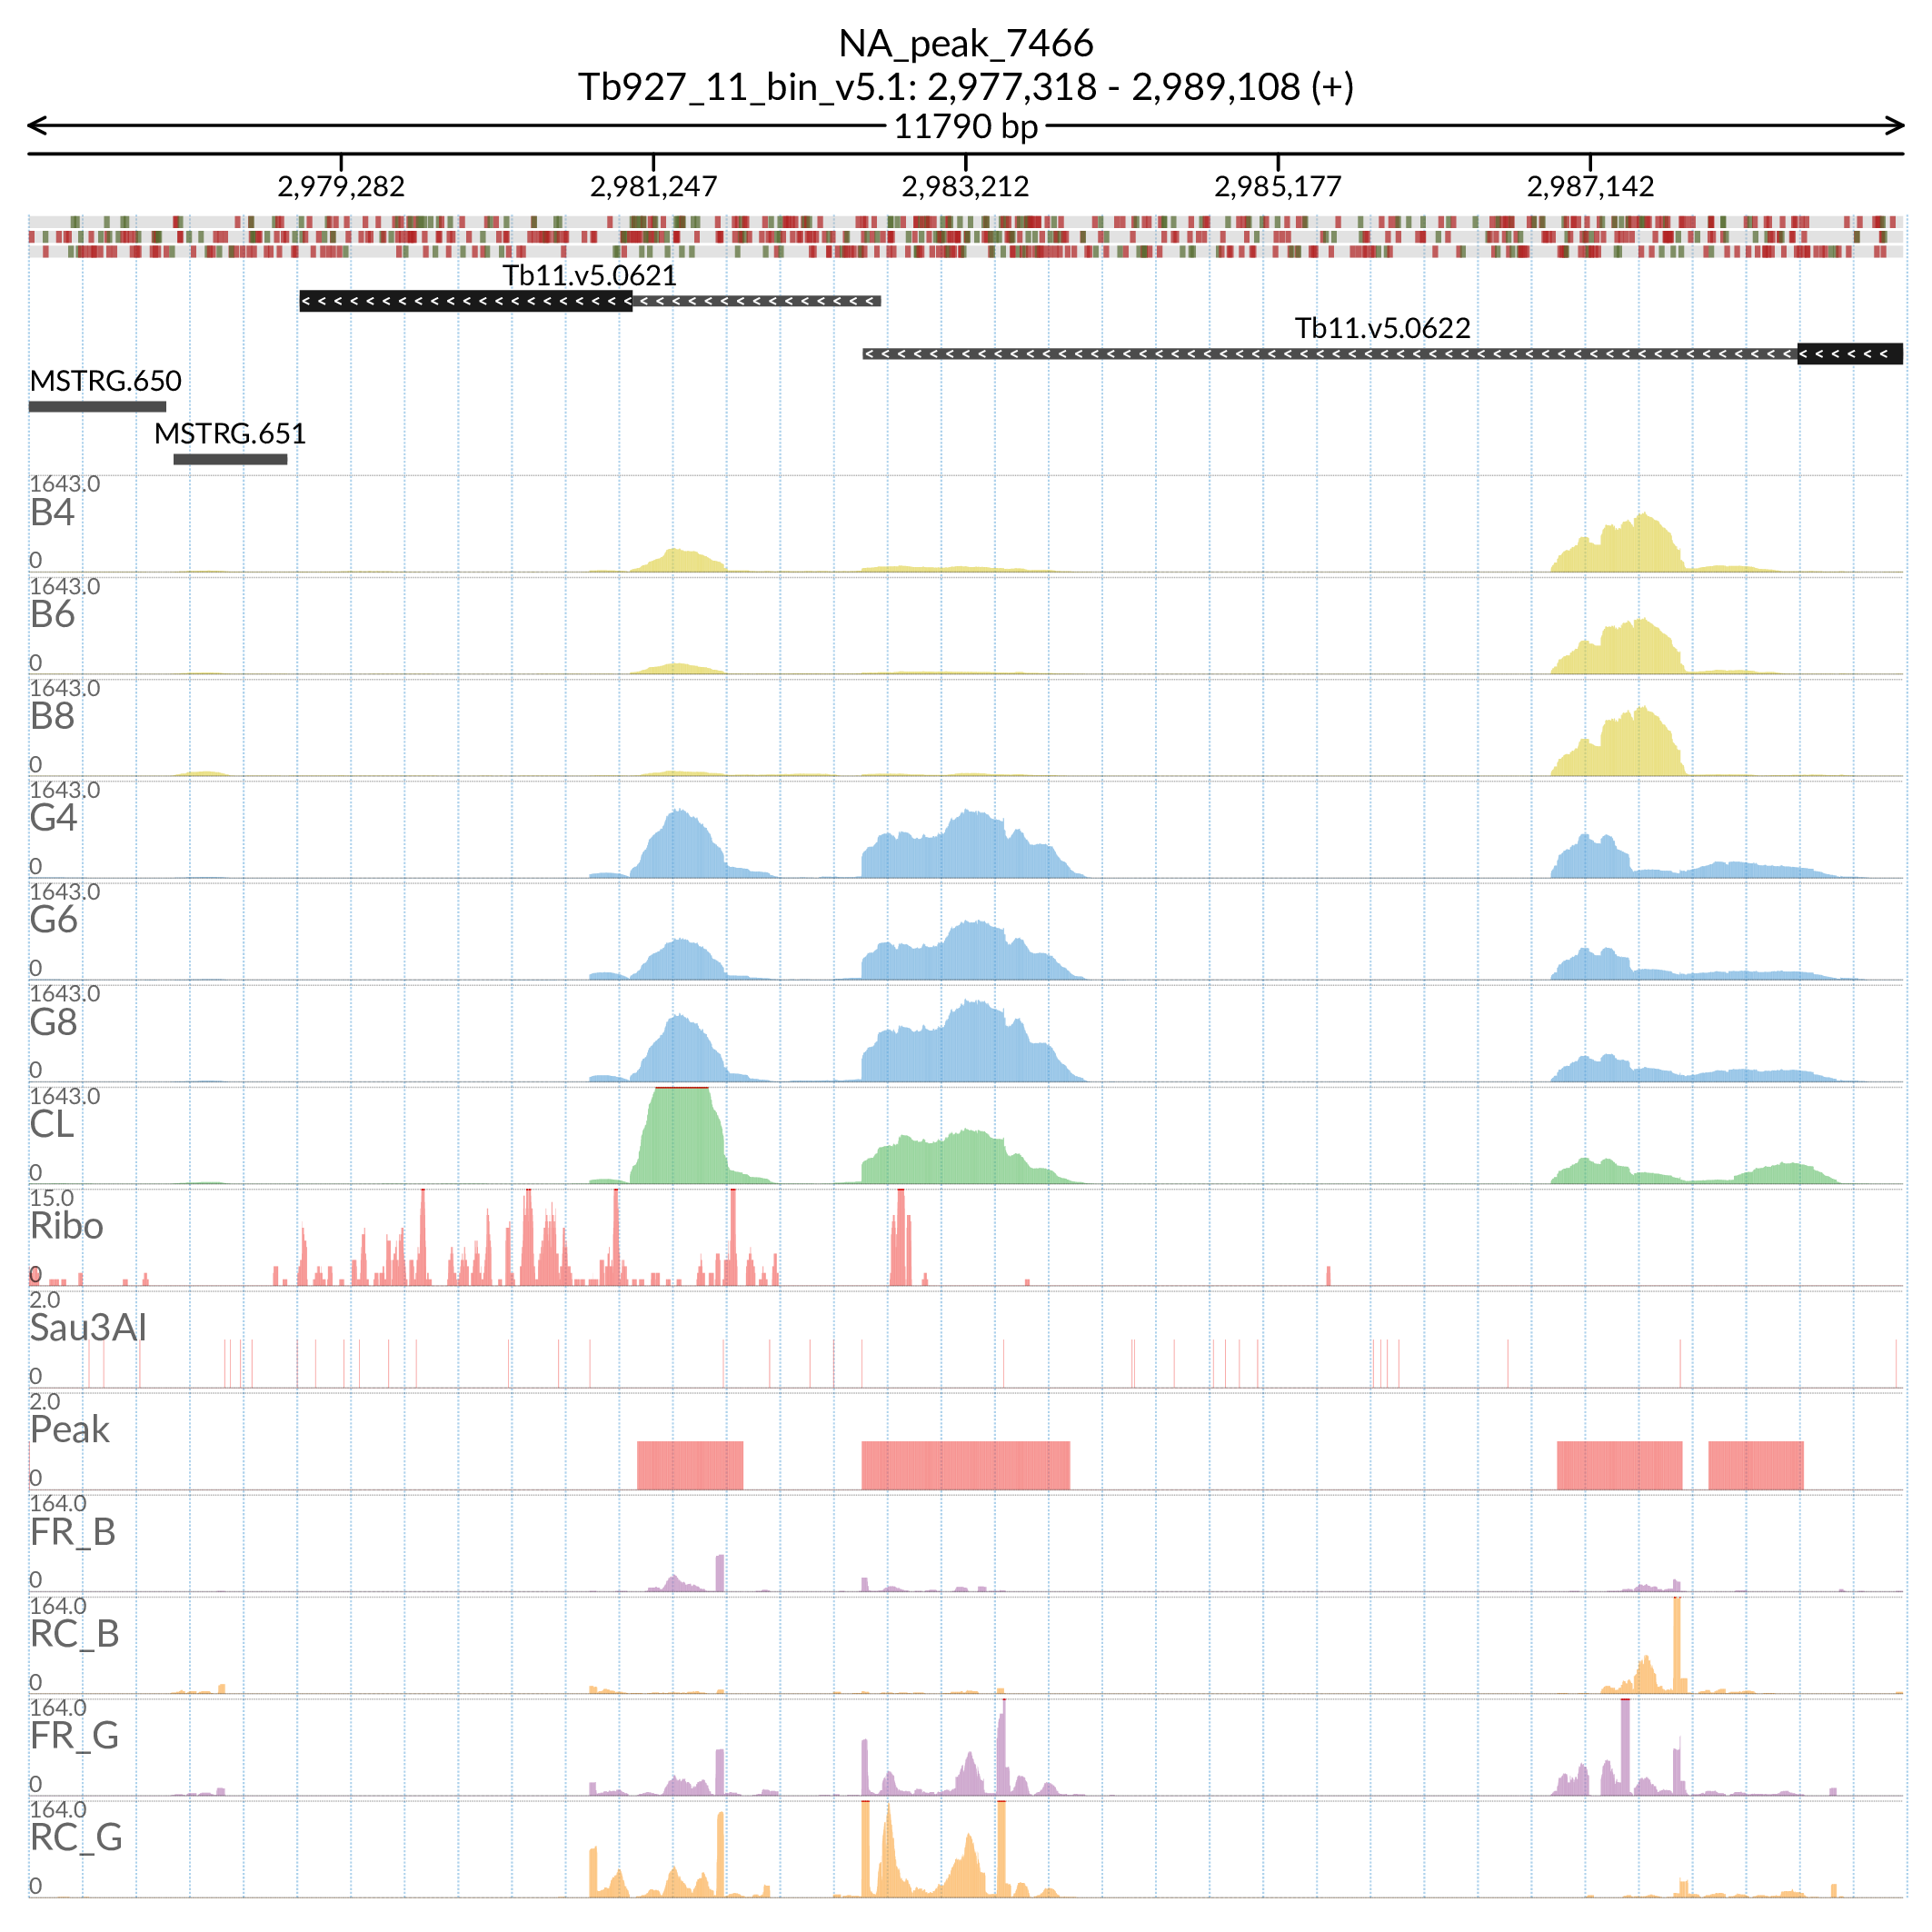 NA_peak_7466
Tb927_11_bin_v5.1: 2,977,318 - 2,989,108 (+)
11790 bp
2,979,282 2,981,247 2,983,212 2,985,177 2,987,142
Tb11.v5.0621
Tb11.v5.0622
MSTRG.650
MSTRG.651
1643.0
B4
0
1643.0
B6
0
1643.0
B8
0
1643.0
G4
0
1643.0
G6
0
1643.0
G8
0
1643.0
CL
0
15.0
Ribo
0
2.0
Sau3AI
0
2.0
Peak
0
164.0
FR_B
0
164.0
RC_B
0
164.0
FR_G
0
164.0
RC_G
0